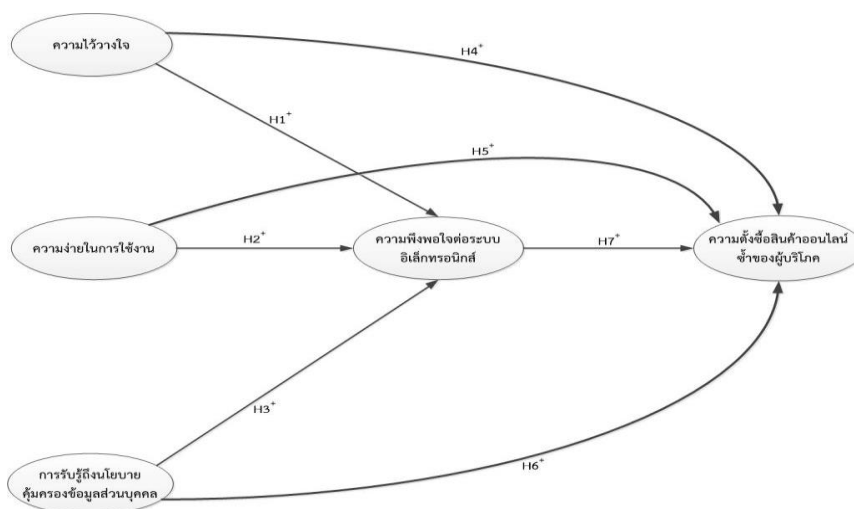 ความไว้วางใจ
H4+
H1+
H5+
ความง่ายในการใช้งาน
H2+
ความพึงพอใจต่อระบบ
อิเล็กทรอนิกส์
H7+
ความตั้งซื้อสินค้าออนไลน์
ซ้ำของผู้บริโภค
H3+
การรับรู้ถึงนโยบาย
คุ้มครองข้อมูลส่วนบุคคล
H6+